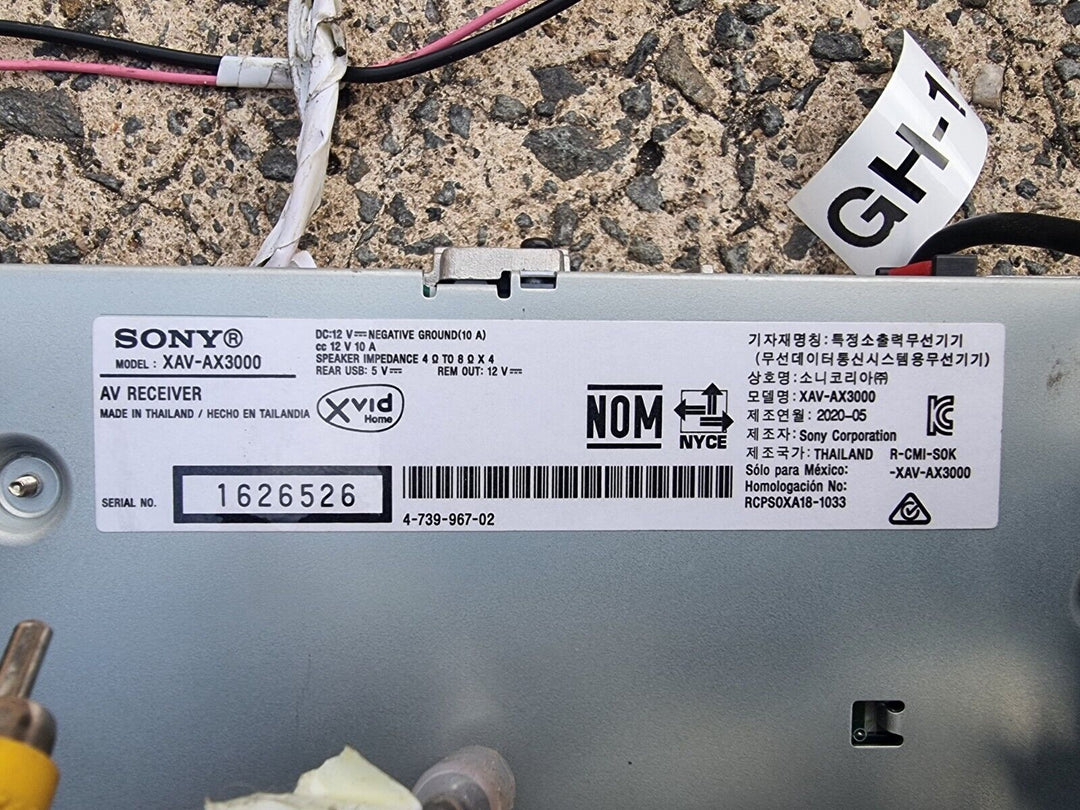 GH-1
SONY®
MODEL : XAV-AX3000
AV RECEIVER
MADE IN THAILAND / HECHO EN TAILANDIA
DC:12 V⎓NEGATIVE GROUND(10 A)
cc 12 V 10 A
SPEAKER IMPEDANCE 4 Ω TO 8 Ω X 4
REAR USB: 5 V⎓ REM OUT: 12 V⎓
XviD
Home
NOM
NYCE
SERIAL NO.
1626526
4-739-967-02
기자재명칭: 특정소출력무선기기
(무선데이터통신시스템용무선기기)
상호명:소니코리아㈜
모델명: XAV-AX3000
제조연월: 2020-05
제조자: Sony Corporation
제조국가: THAILAND
Sólo para México:
Homologación No:
RCPSOXA18-1033
R-CMI-SOK
-XAV-AX3000